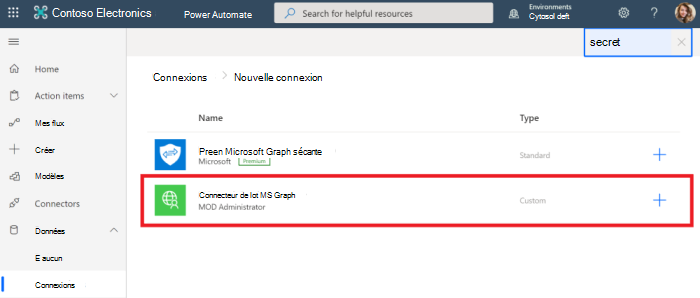 Contoso Electronics
Power Automate
Search for helpful resources
Environments
Cytosol deft
secret
Home
Action items
Mes flux
Créer
Modèles
Connectors
Données
E aucun
Connexions
Connexions > Nouvelle connexion
Name Type
Preen Microsoft Graph sécante
Microsoft Premium
Standard
Connecteur de lot MS Graph
MOD Administrator
Custom